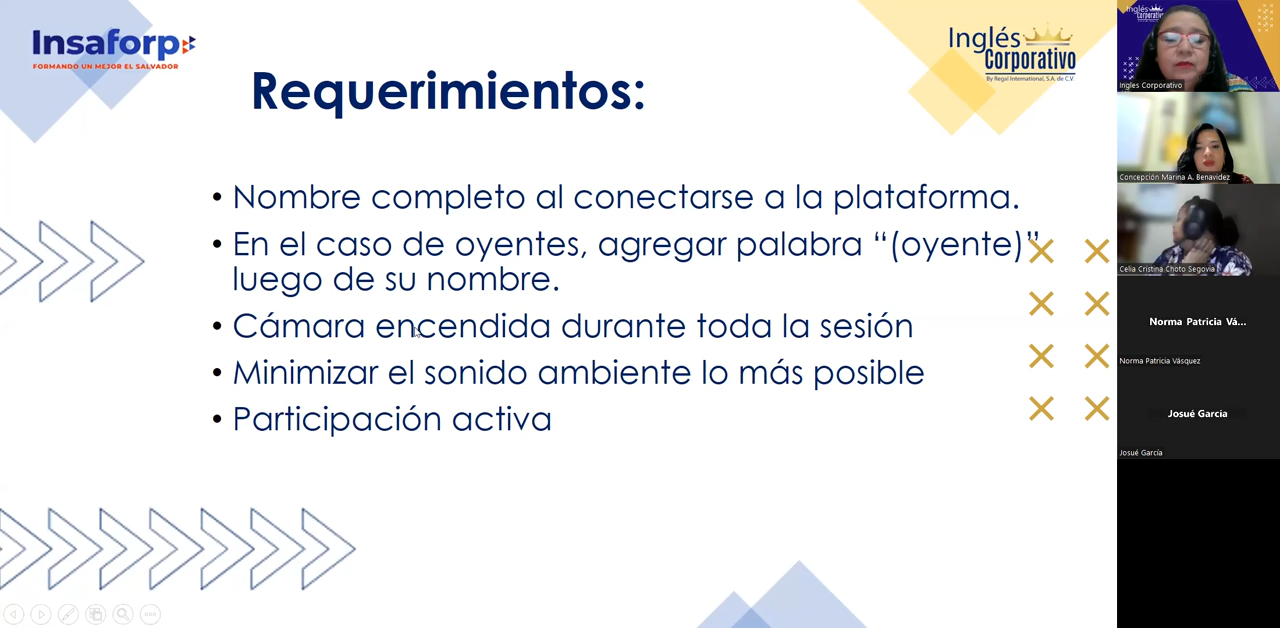 Insaforp
FORMANDO UN MEJOR EL SALVADOR
Inglés
Corporativo
By Regal International, S.A. de C.V.
Requerimientos:
• Nombre completo al conectarse a la plataforma.
• En el caso de oyentes, agregar palabra “(oyente)”
luego de su nombre.
• Cámara encendida durante toda la sesión
• Minimizar el sonido ambiente lo más posible
• Participación activa
Inglés
Corporativo
Ingles Corporativo
Concepción Marina A. Benavidez
Celia Cristina Choto Segovia
Norma Patricia Vá...
Norma Patricia Vásquez
Josué García
Josué García